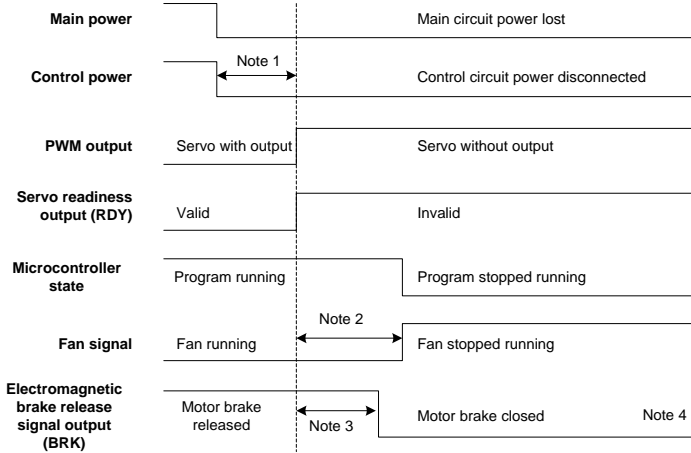 Main power
Main circuit power lost
Note 1
Control power
Control circuit power disconnected
PWM output
Servo with output
Servo without output
Servo readiness
output (RDY)
Valid
Invalid
Microcontroller
state
Program running
Program stopped running
Note 2
Fan signal
Fan running
Fan stopped running
Electromagnetic
brake release
signal output
(BRK)
Motor brake
released
Note 3
Motor brake closed
Note 4